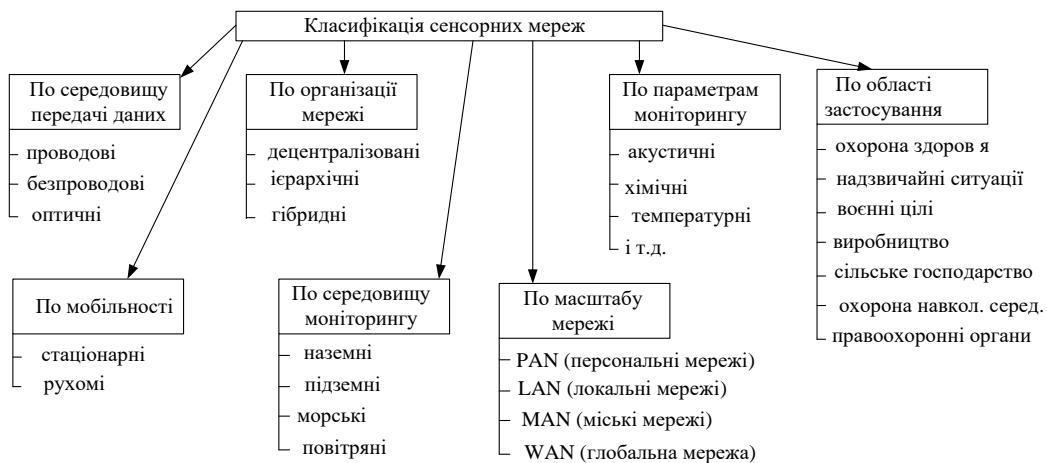 Класифікація сенсорних мереж
По середовищу
передачі даних
проводові
безпроводові
оптичні
По організації
мережі
децентралізовані
ієрархічні
гібридні
По параметрам
моніторингу
акустичні
хімічні
температурні
і т.д.
По області
застосування
охорона здоров я
надзвичайні ситуації
воєнні цілі
виробництво
сільське господарство
охорона навкол. серед.
правоохоронні органи
По мобільності
стаціонарні
рухомі
По середовищу
моніторингу
наземні
підземні
морські
повітряні
По масштабу
мережі
PAN (персональні мережі)
LAN (локальні мережі)
MAN (міські мережі)
WAN (глобальна мережа)